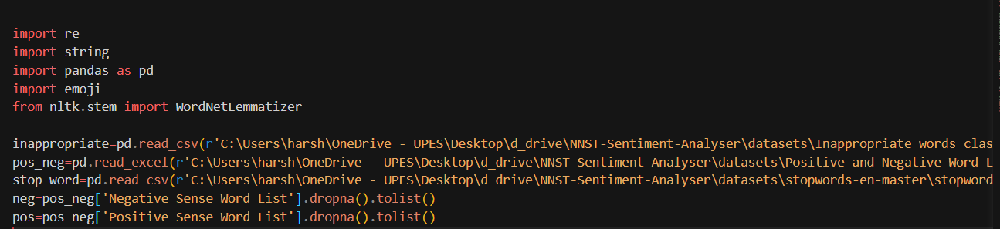 import re
import string
import pandas as pd
import emoji
from nltk.stem import WordNetLemmatizer
inappropriate=pd.read_csv(r'C:\Users\harsh\OneDrive - UPES\Desktop\d_drive\NNST-Sentiment-Analyser\datasets\Inappropriate words clas
pos_neg=pd.read_excel(r'C:\Users\harsh\OneDrive - UPES\Desktop\d_drive\NNST-Sentiment-Analyser\datasets\Positive and Negative Word L
stop_word=pd.read_csv(r'C:\Users\harsh\OneDrive - UPES\Desktop\d_drive\NNST-Sentiment-Analyser\datasets\stopwords-en-master\stopword
neg=pos_neg['Negative Sense Word List'].dropna().tolist()
pos=pos_neg['Positive Sense Word List'].dropna().tolist()